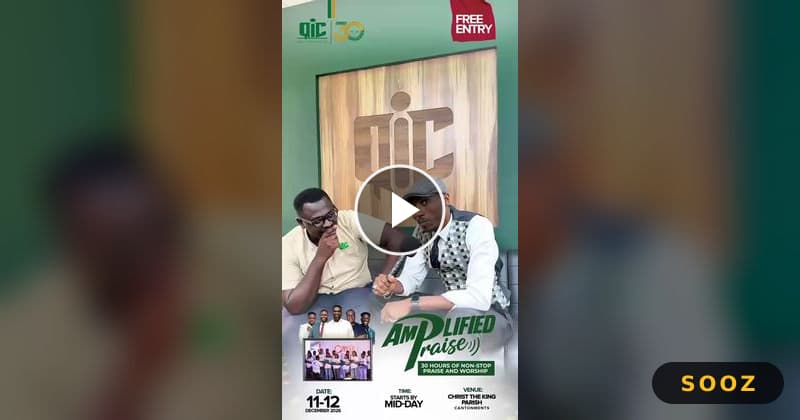 QIC
30
FREE
ENTRY
QIC
AMPLIFIED
Praise
30 HOURS OF NON-STOP
PRAISE AND WORSHIP
DATE:
11-12
DECEMBER 2026
TIME:
STARTS BY
MID-DAY
VENUE:
CHRIST THE KING
PARISH
CANTONMENTS
QIC
SOOZ